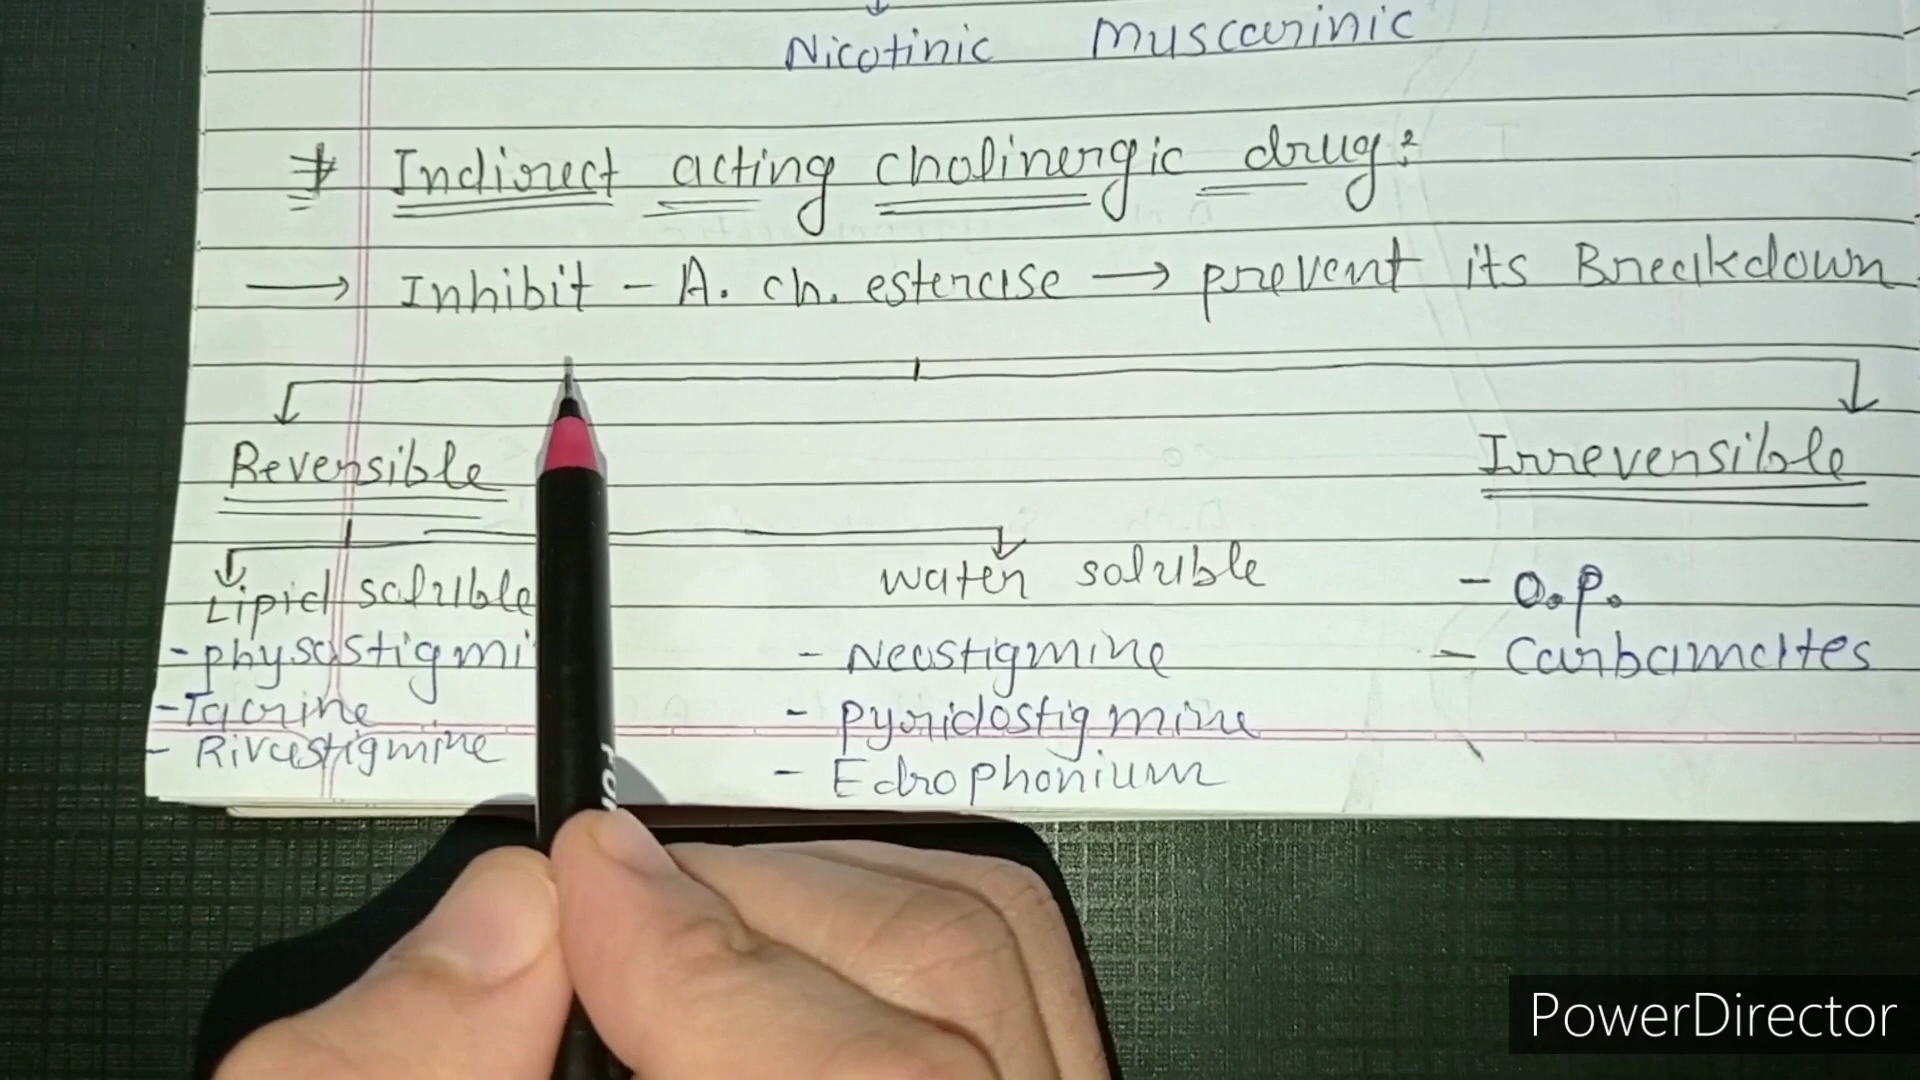 Nicotinic Muscarinic
# Indirect acting cholinergic drug:
→ Inhibit - A. ch. esterase → prevent its Breakdown
Reversible Irreversible
Lipid soluble water soluble - O.P.
- physostigmi - Neostigmine - Carbamates
- Tacrine - pyridostigmine
- Rivastigmine - Edrophonium
PowerDirector